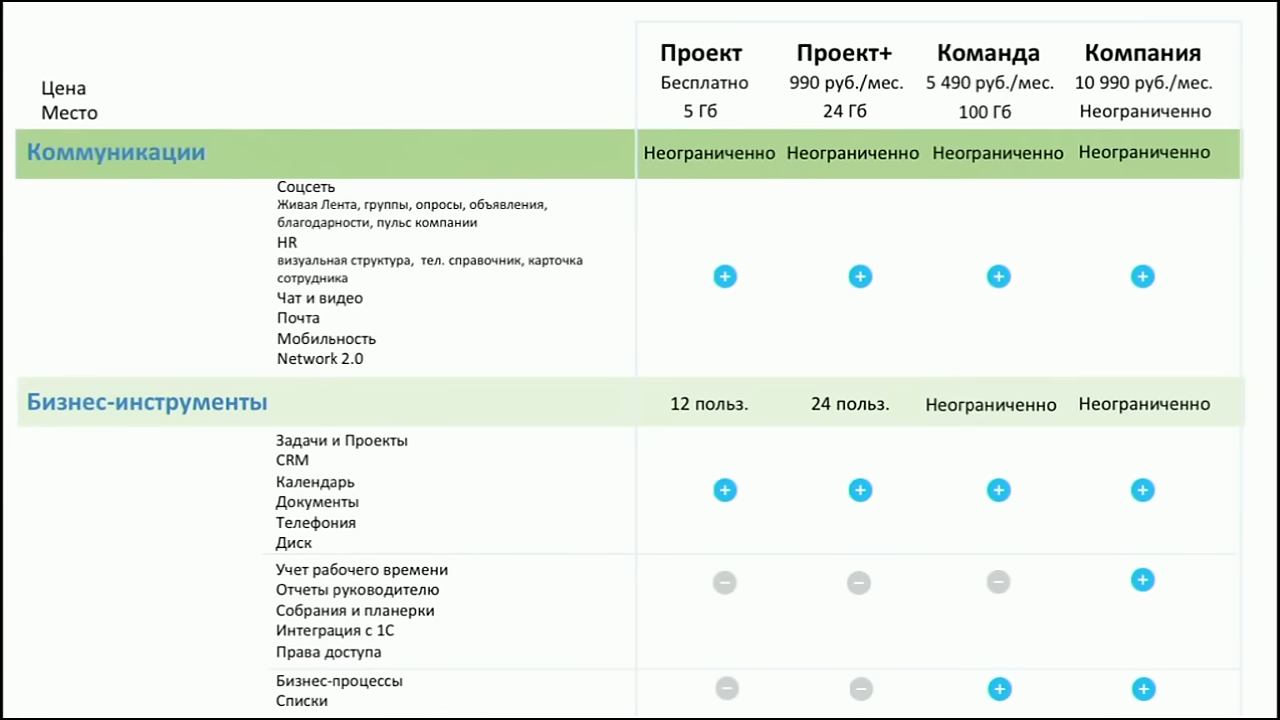 Проект Проект+ Команда Компания
Цена Бесплатно 990 руб./мес. 5 490 руб./мес. 10 990 руб./мес.
Место 5 Гб 24 Гб 100 Гб Неограниченно
Коммуникации Неограниченно Неограниченно Неограниченно Неограниченно
Соцсеть
Живая Лента, группы, опросы, объявления,
благодарности, пульс компании
HR
визуальная структура, тел. справочник, карточка
сотрудника
+ + + +
Чат и видео
Почта
Мобильность
Network 2.0
Бизнес-инструменты 12 польз. 24 польз. Неограниченно Неограниченно
Задачи и Проекты
CRM
Календарь
+ + + +
Документы
Телефония
Диск
Учет рабочего времени
− − − +
Отчеты руководителю
Собрания и планерки
Интеграция с 1С
Права доступа
Бизнес-процессы
− − + +
Списки